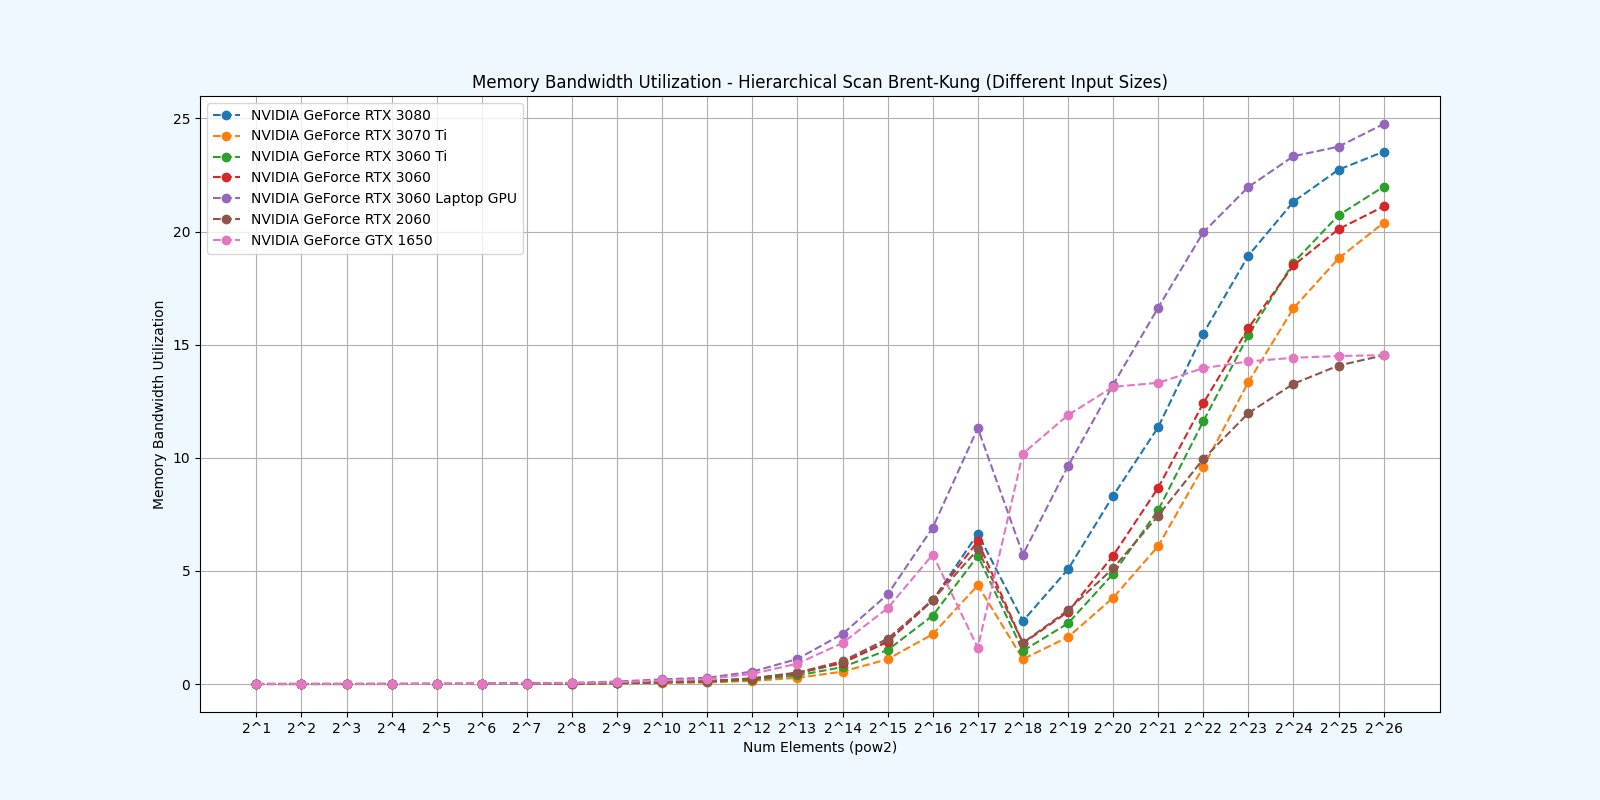 Memory Bandwidth Utilization - Hierarchical Scan Brent-Kung (Different Input Sizes)
NVIDIA GeForce RTX 3080
NVIDIA GeForce RTX 3070 Ti
NVIDIA GeForce RTX 3060 Ti
NVIDIA GeForce RTX 3060
NVIDIA GeForce RTX 3060 Laptop GPU
NVIDIA GeForce RTX 2060
NVIDIA GeForce GTX 1650
Memory Bandwidth Utilization
25
20
15
10
5
0
2^1 2^2 2^3 2^4 2^5 2^6 2^7 2^8 2^9 2^10 2^11 2^12 2^13 2^14 2^15 2^16 2^17 2^18 2^19 2^20 2^21 2^22 2^23 2^24 2^25 2^26
Num Elements (pow2)